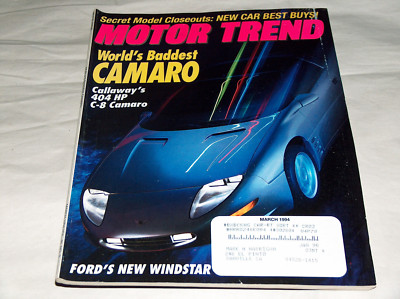 Secret Model Closeouts: NEW CAR BEST BUYS!
MOTOR TREND
World's Baddest
CAMARO
Callaway's
404 HP
C-8 Camaro
MARCH 1994
FORD'S NEW WINDSTAR